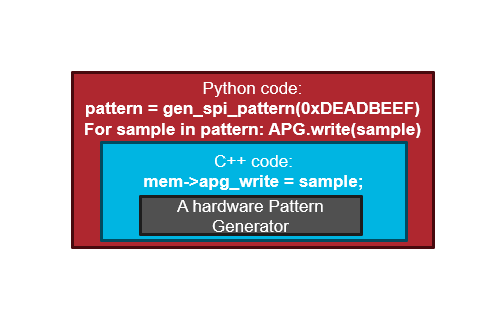 Python code:
pattern = gen_spi_pattern(0xDEADBEEF)
For sample in pattern: APG.write(sample)
C++ code:
mem->apg_write = sample;
A hardware Pattern
Generator